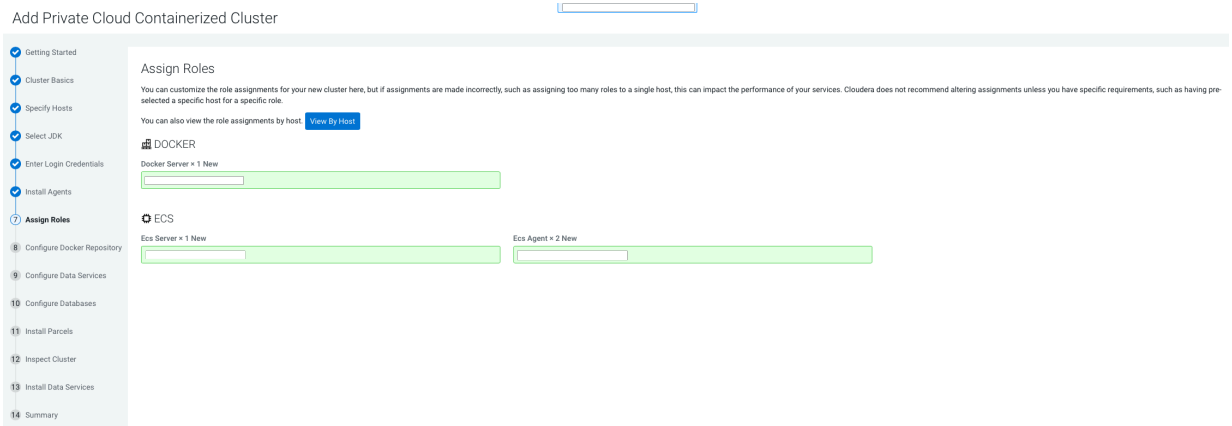 Add Private Cloud Containerized Cluster
Getting Started
Cluster Basics
Specify Hosts
Select JDK
Enter Login Credentials
Install Agents
7 Assign Roles
8 Configure Docker Repository
9 Configure Data Services
10 Configure Databases
11 Install Parcels
12 Inspect Cluster
13 Install Data Services
14 Summary
Assign Roles
You can customize the role assignments for your new cluster here, but if assignments are made incorrectly, such as assigning too many roles to a single host, this can impact the performance of your services. Cloudera does not recommend altering assignments unless you have specific requirements, such as having pre-
selected a specific host for a specific role.
You can also view the role assignments by host. View By Host
DOCKER
Docker Server × 1 New
ECS
Ecs Server × 1 New
Ecs Agent × 2 New